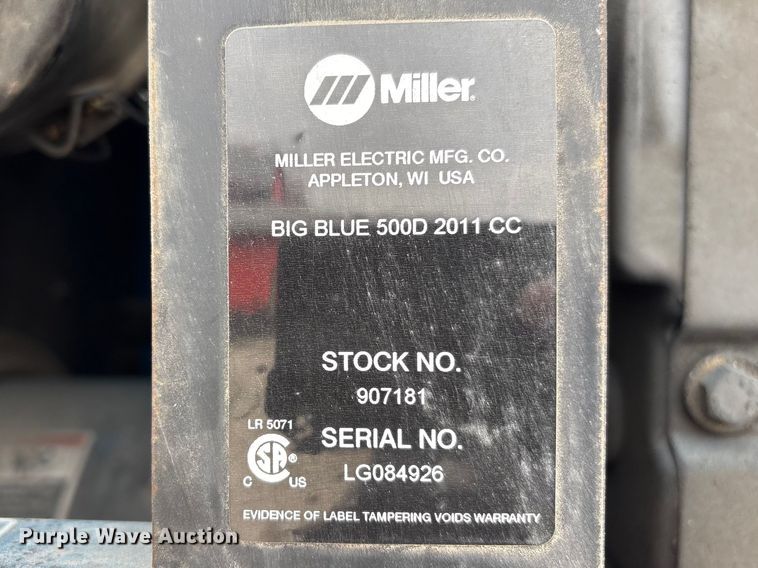 Miller®
MILLER ELECTRIC MFG. CO.
APPLETON, WI USA
BIG BLUE 500D 2011 CC
STOCK NO.
907181
LR 5071
SERIAL NO.
SA®
C US
LG084926
EVIDENCE OF LABEL TAMPERING VOIDS WARRANTY
Purple Wave Auction